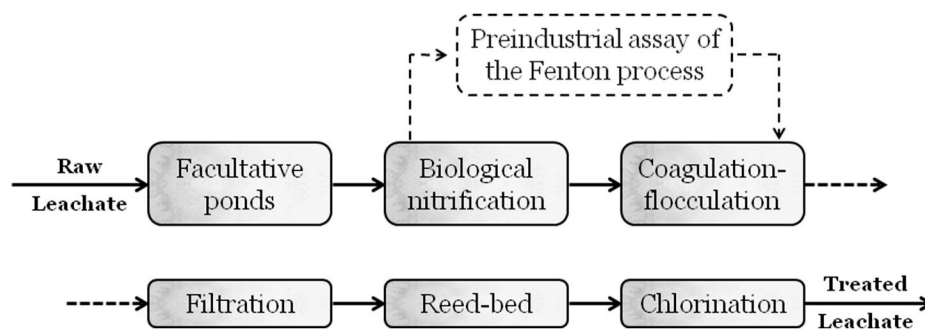 Preindustrial assay of
the Fenton process
Raw
Leachate
Facultative
ponds
Biological
nitrification
Coagulation-
flocculation
Filtration
Reed-bed
Chlorination
Treated
Leachate